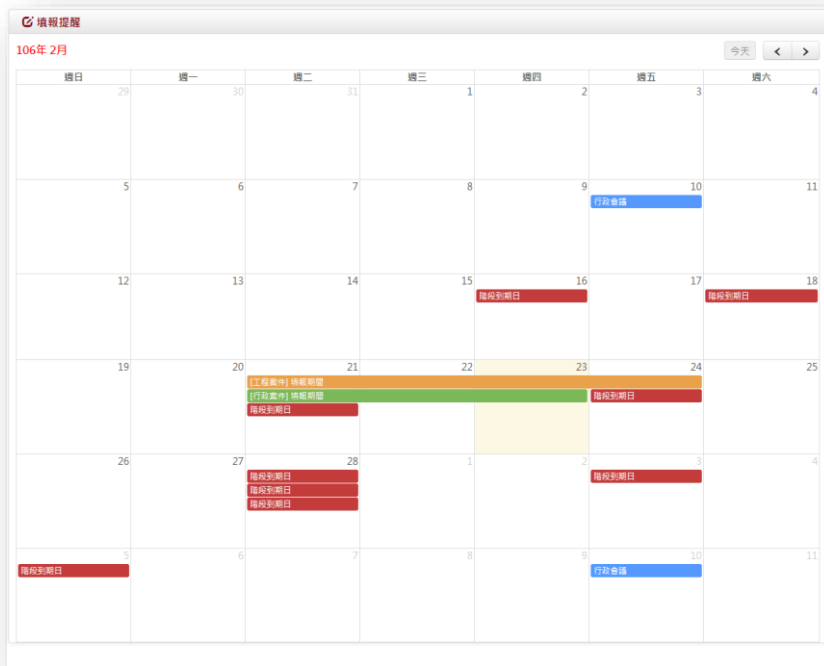 填報提醒
106年 2月
今天
週日 週一 週二 週三 週四 週五 週六
29 30 31 1 2 3 4
5 6 7 8 9 10 11
行政會議
12 13 14 15 16 17 18
階段到期日 階段到期日
19 20 21 22 23 24 25
[工程案件] 填報期間
[行政案件] 填報期間 階段到期日
階段到期日
26 27 28 1 2 3 4
階段到期日 階段到期日
階段到期日
階段到期日
5 6 7 8 9 10 11
階段到期日 行政會議